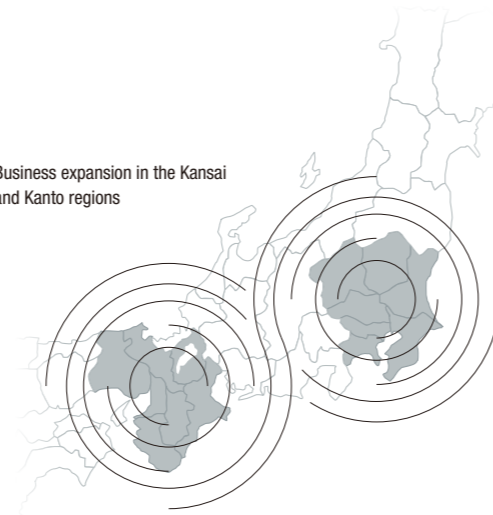 Business expansion in the Kansai
and Kanto regions